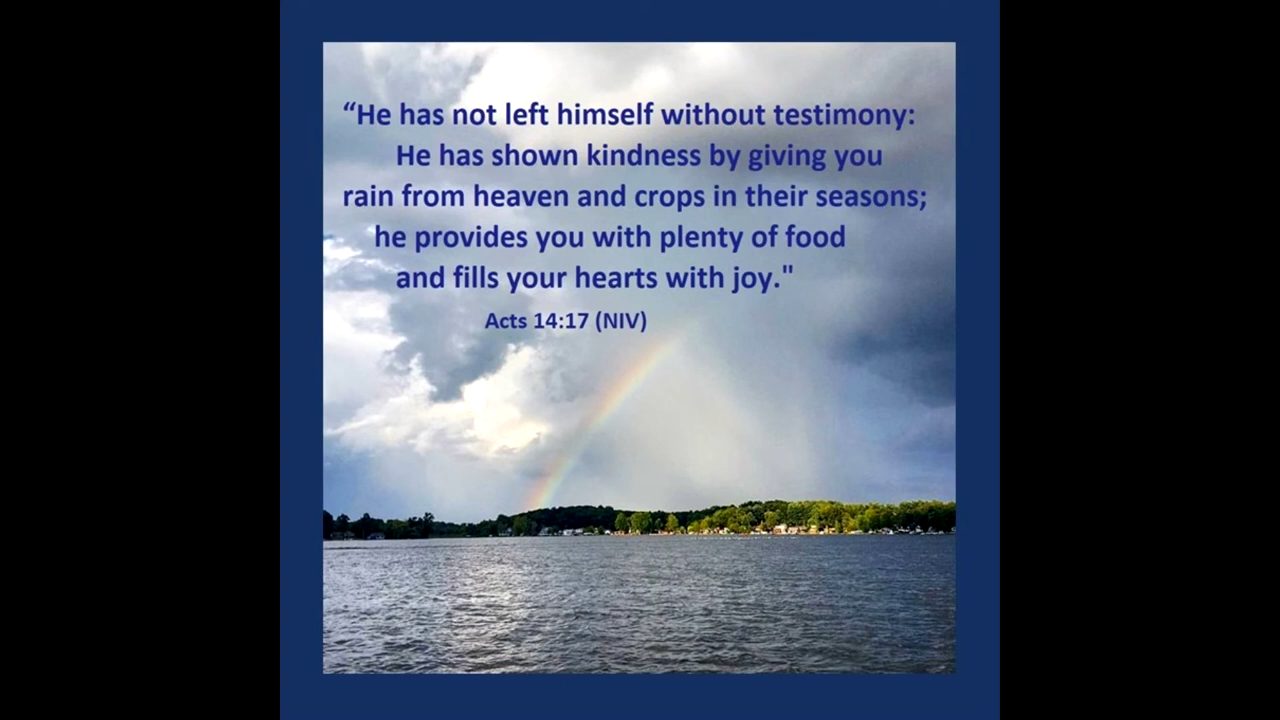 “He has not left himself without testimony:
He has shown kindness by giving you
rain from heaven and crops in their seasons;
he provides you with plenty of food
and fills your hearts with joy."
Acts 14:17 (NIV)